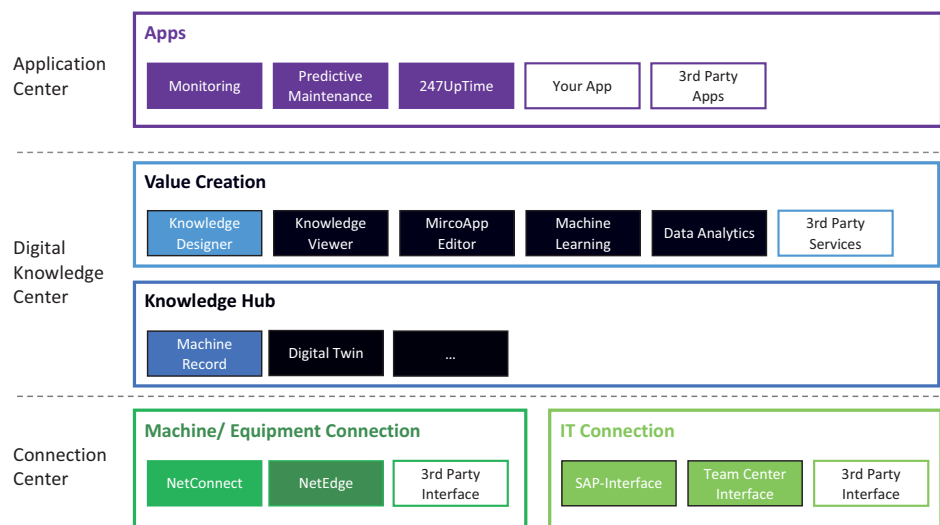 Application
Center
Apps
Monitoring
Predictive
Maintenance
247UpTime
Your App
3rd Party
Apps
Digital
Knowledge
Center
Value Creation
Knowledge
Designer
Knowledge
Viewer
MircoApp
Editor
Machine
Learning
Data Analytics
3rd Party
Services
Knowledge Hub
Machine
Record
Digital Twin
...
Connection
Center
Machine/ Equipment Connection
NetConnect
NetEdge
3rd Party
Interface
IT Connection
SAP-Interface
Team Center
Interface
3rd Party
Interface